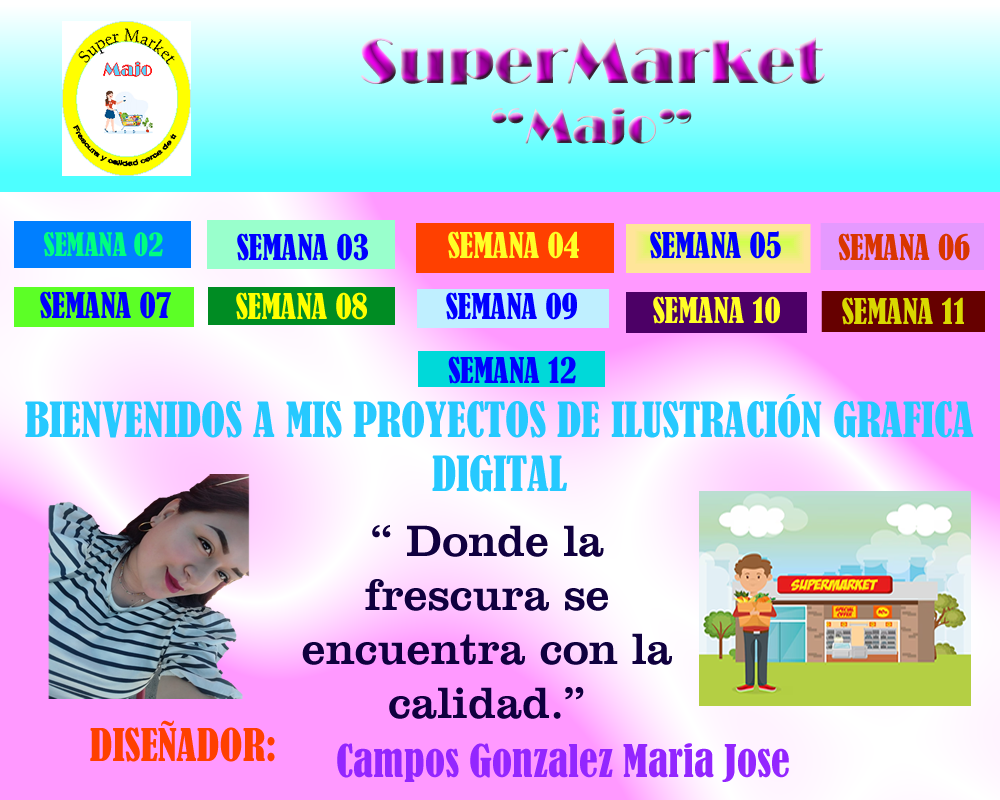 Super Market
Majo
Frescura y calidad cerca de ti
SuperMarket
“Majo”
SEMANA 02
SEMANA 03
SEMANA 04
SEMANA 05
SEMANA 06
SEMANA 07
SEMANA 08
SEMANA 09
SEMANA 10
SEMANA 11
SEMANA 12
BIENVENIDOS A MIS PROYECTOS DE ILUSTRACIÓN GRAFICA
DIGITAL
“ Donde la
frescura se
encuentra con la
calidad.”
SUPERMARKET
SPECIAL
OFFER
DISEÑADOR:
Campos Gonzalez Maria Jose